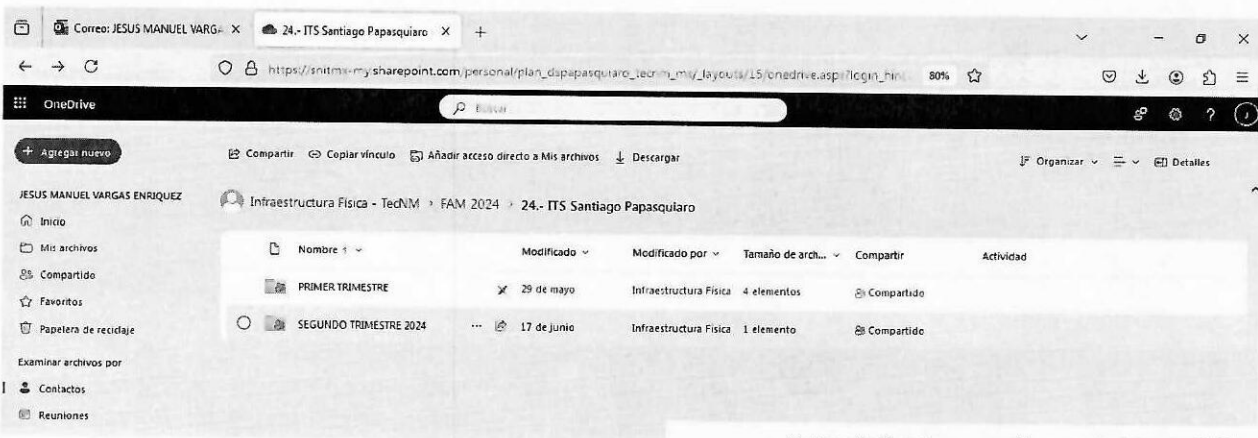 Correo: JESUS MANUEL VARGA
24.- ITS Santiago Papasquiaro
80%
OneDrive
Buscar
+ Agregar nuevo
Compartir Copiar vínculo Añadir acceso directo a Mis archivos Descargar
Organizar
Detalles
JESUS MANUEL VARGAS ENRIQUEZ
Infraestructura Física - TecNM > FAM 2024 > 24.- ITS Santiago Papasquiaro
Inicio
Mis archivos
Compartido
Favoritos
Papelera de reciclaje
Examinar archivos por
Contactos
Reuniones
Nombre Modificado Modificado por Tamaño de arch... Compartir Actividad
PRIMER TRIMESTRE 29 de mayo Infraestructura Física 4 elementos Compartido
SEGUNDO TRIMESTRE 2024 ... 17 de junio Infraestructura Física 1 elemento Compartido